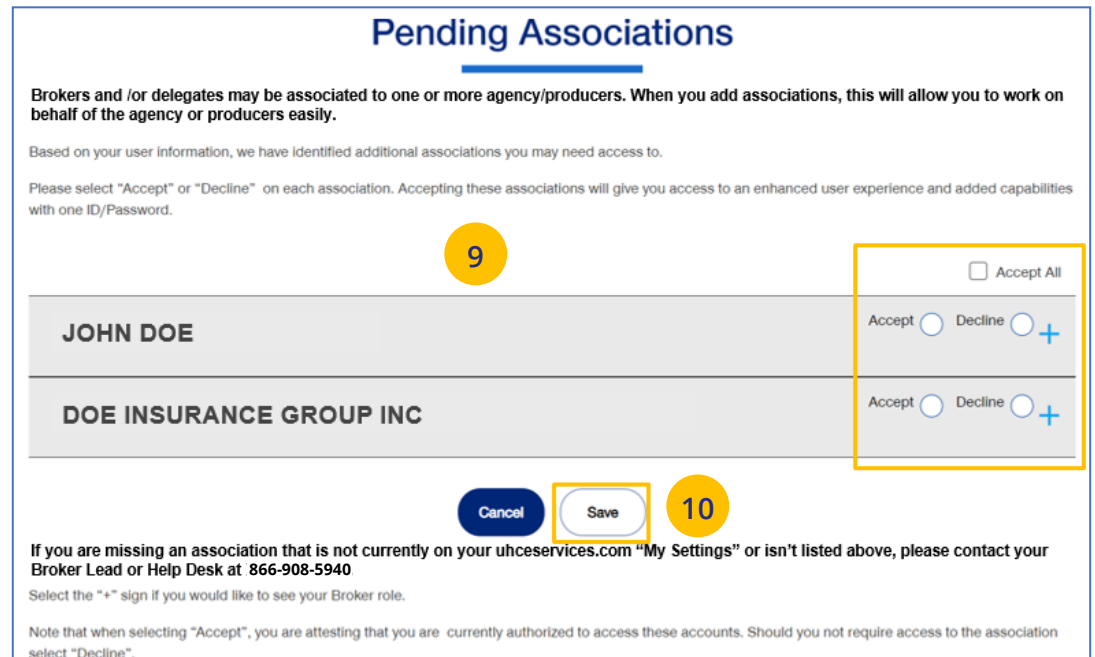 Pending Associations
Brokers and /or delegates may be associated to one or more agency/producers. When you add associations, this will allow you to work on
behalf of the agency or producers easily.
Based on your user information, we have identified additional associations you may need access to.
Please select "Accept" or "Decline" on each association. Accepting these associations will give you access to an enhanced user experience and added capabilities
with one ID/Password.
9
Accept All
JOHN DOE
Accept Decline +
DOE INSURANCE GROUP INC
Accept Decline +
Cancel Save 10
If you are missing an association that is not currently on your uhceservices.com “My Settings” or isn’t listed above, please contact your
Broker Lead or Help Desk at 866-908-5940
Select the "+" sign if you would like to see your Broker role.
Note that when selecting "Accept", you are attesting that you are currently authorized to access these accounts. Should you not require access to the association
select "Decline".